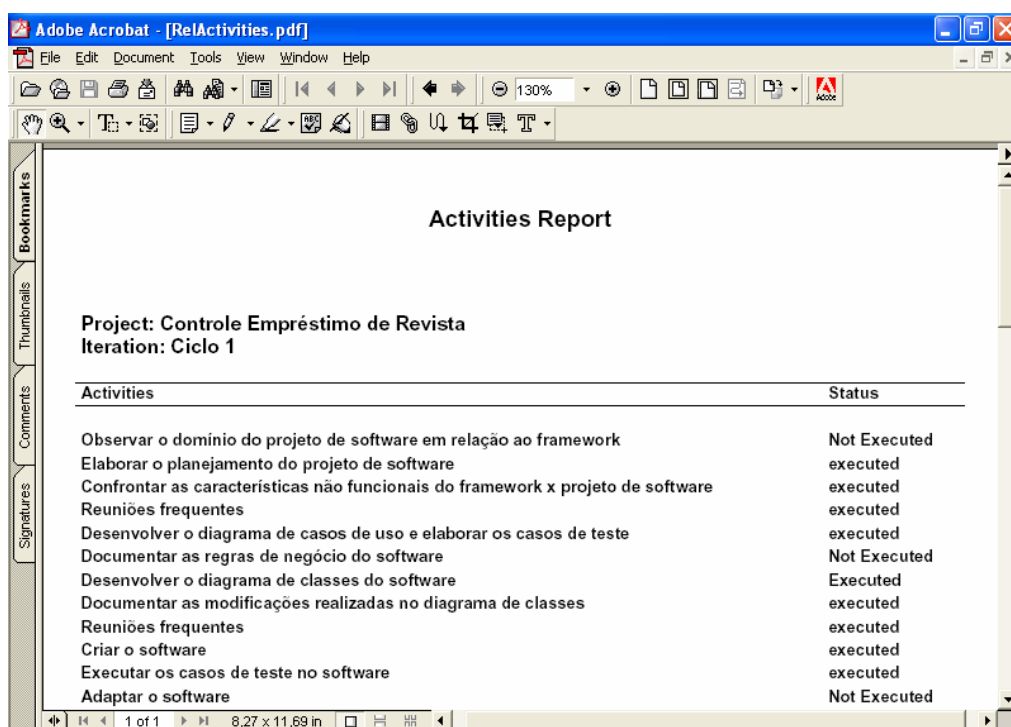 Adobe Acrobat - [RelActivities.pdf]
File Edit Document Tools View Window Help
130%
Adobe
Bookmarks
Thumbnails
Comments
Signatures
Activities Report
Project: Controle Empréstimo de Revista
Iteration: Ciclo 1
Activities Status
Observar o domínio do projeto de software em relação ao framework Not Executed
Elaborar o planejamento do projeto de software executed
Confrontar as características não funcionais do framework x projeto de software executed
Reuniões frequentes executed
Desenvolver o diagrama de casos de uso e elaborar os casos de teste executed
Documentar as regras de negócio do software Not Executed
Desenvolver o diagrama de classes do software Executed
Documentar as modificações realizadas no diagrama de classes executed
Reuniões frequentes executed
Criar o software executed
Executar os casos de teste no software executed
Adaptar o software Not Executed
1 of 1 8,27 x 11,69 in